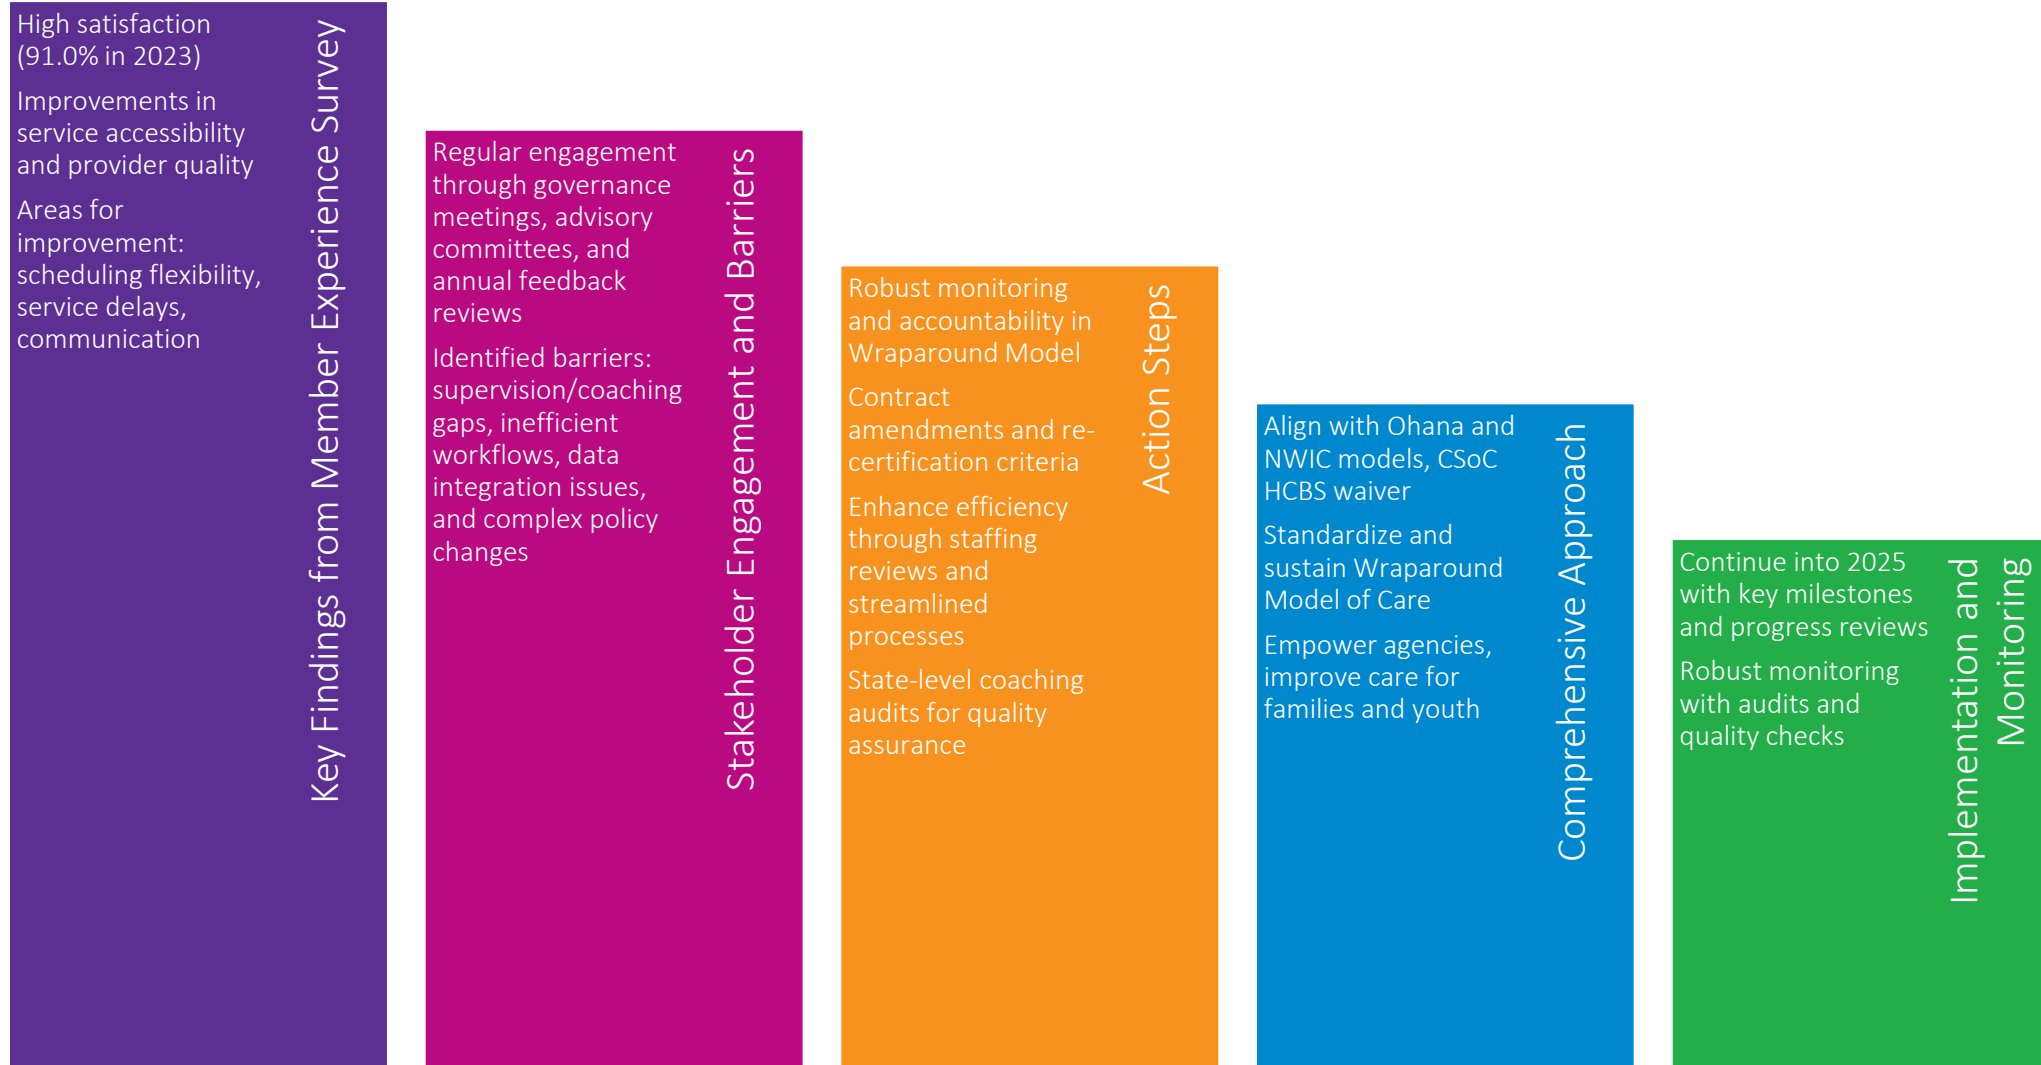 High satisfaction
(91.0% in 2023)
Improvements in
service accessibility
and provider quality
Areas for
improvement:
scheduling flexibility,
service delays,
communication
Key Findings from Member Experience Survey
Regular engagement
through governance
meetings, advisory
committees, and
annual feedback
reviews
Identified barriers:
supervision/coaching
gaps, inefficient
workflows, data
integration issues,
and complex policy
changes
Stakeholder Engagement and Barriers
Robust monitoring
and accountability in
Wraparound Model
Contract
amendments and re-
certification criteria
Enhance efficiency
through staffing
reviews and
streamlined
processes
State-level coaching
audits for quality
assurance
Action Steps
Align with Ohana and
NWIC models, CSoC
HCBS waiver
Standardize and
sustain Wraparound
Model of Care
Empower agencies,
improve care for
families and youth
Comprehensive Approach
Continue into 2025
with key milestones
and progress reviews
Robust monitoring
with audits and
quality checks
Implementation and
Monitoring